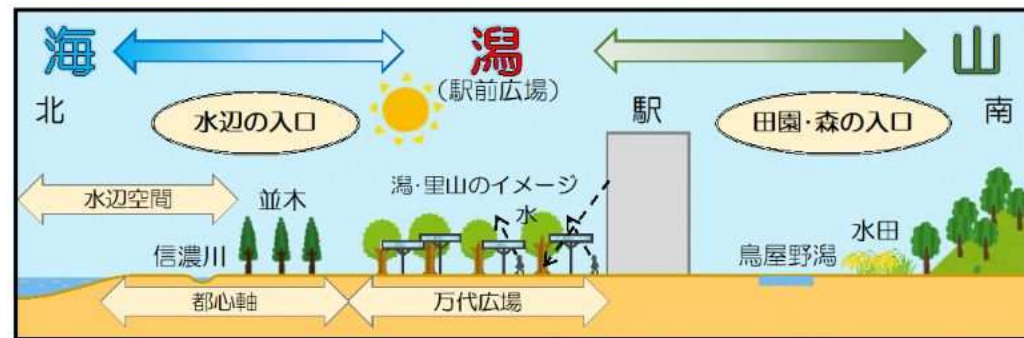 海
潟
山
(駅前広場)
北
水辺の入口
駅
田園・森の入口
南
水辺空間
並木
潟・里山のイメージ
水
信濃川
鳥屋野潟
水田
都心軸
万代広場